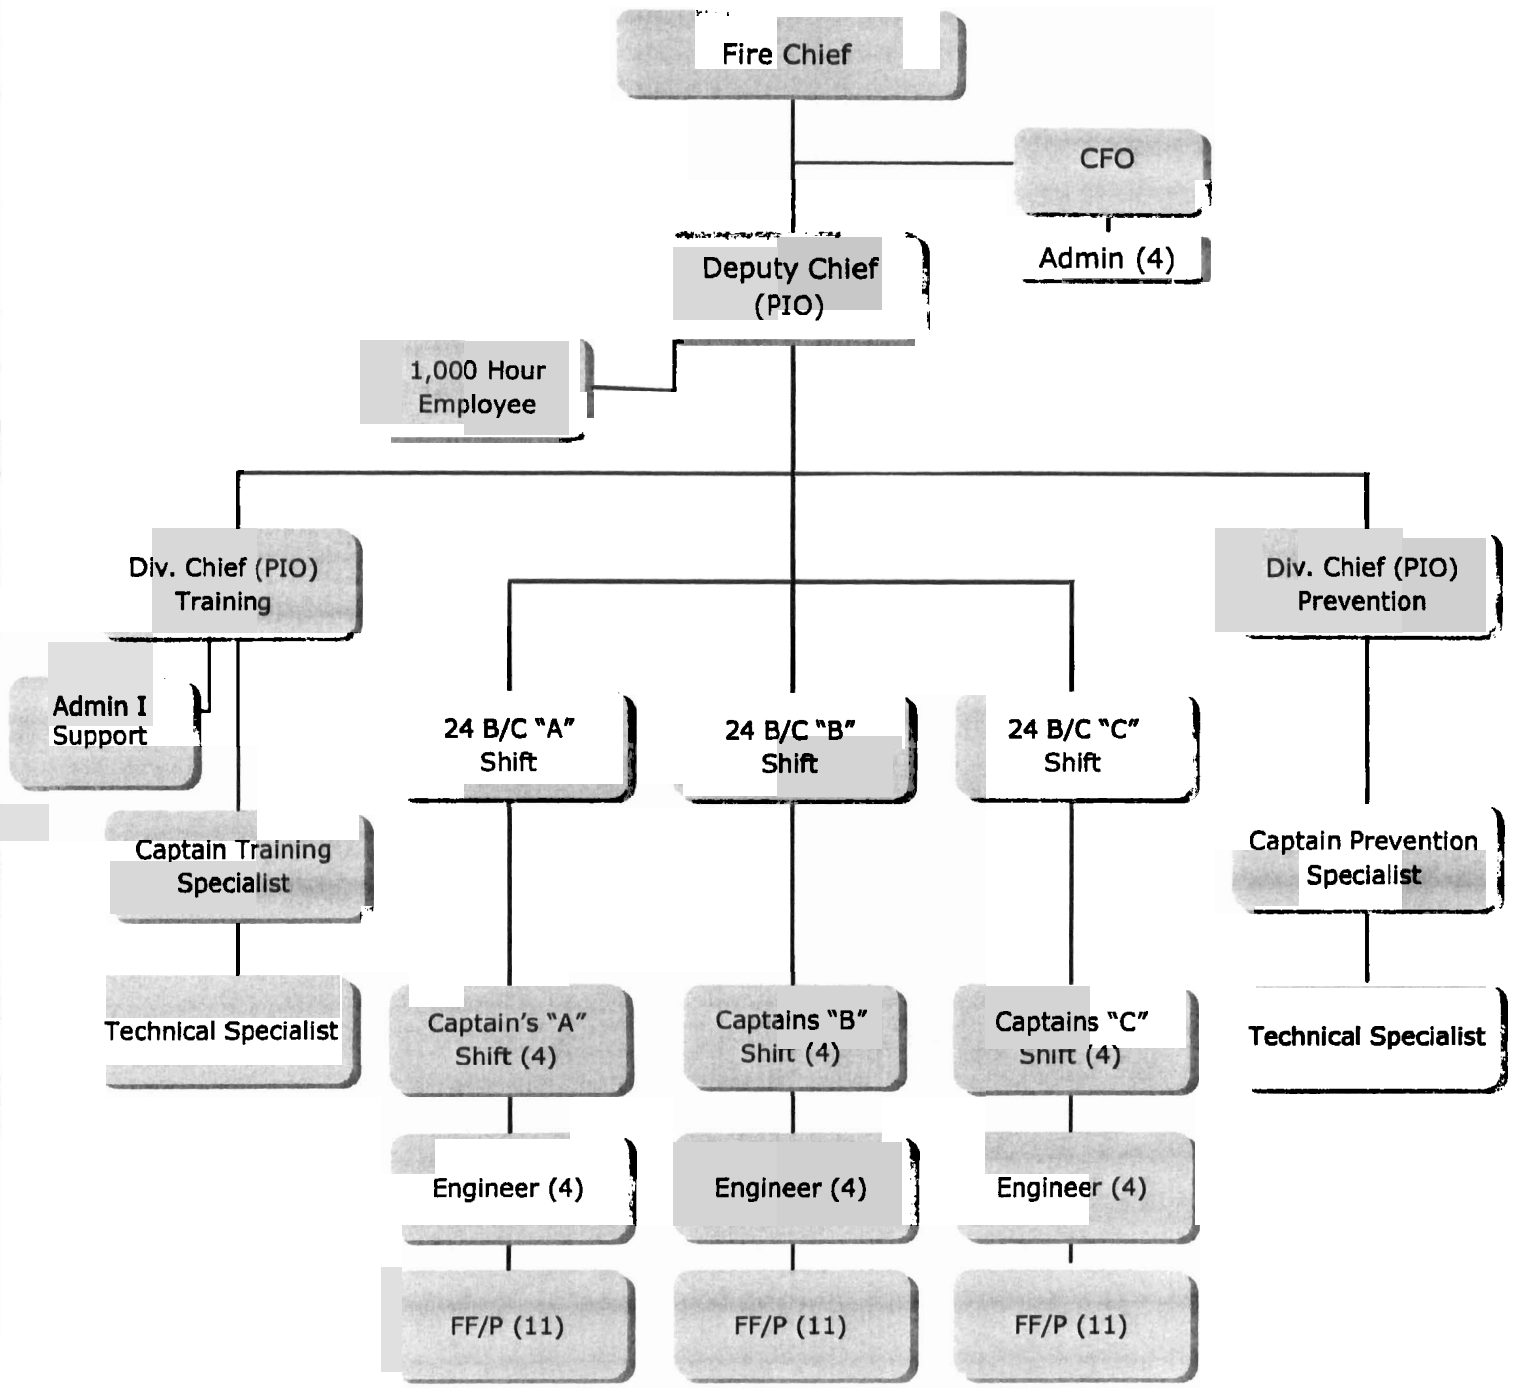 Fire Chief
CFO
Admin (4)
Deputy Chief
(PIO)
1,000 Hour
Employee
Div. Chief (PIO)
Training
Div. Chief (PIO)
Prevention
Admin I
Support
24 B/C "A"
Shift
24 B/C "B"
Shift
24 B/C "C"
Shift
Captain Training
Specialist
Captain Prevention
Specialist
Technical Specialist
Captain's "A"
Shift (4)
Captains "B"
Shift (4)
Captains "C"
Shift (4)
Technical Specialist
Engineer (4)
Engineer (4)
Engineer (4)
FF/P (11)
FF/P (11)
FF/P (11)